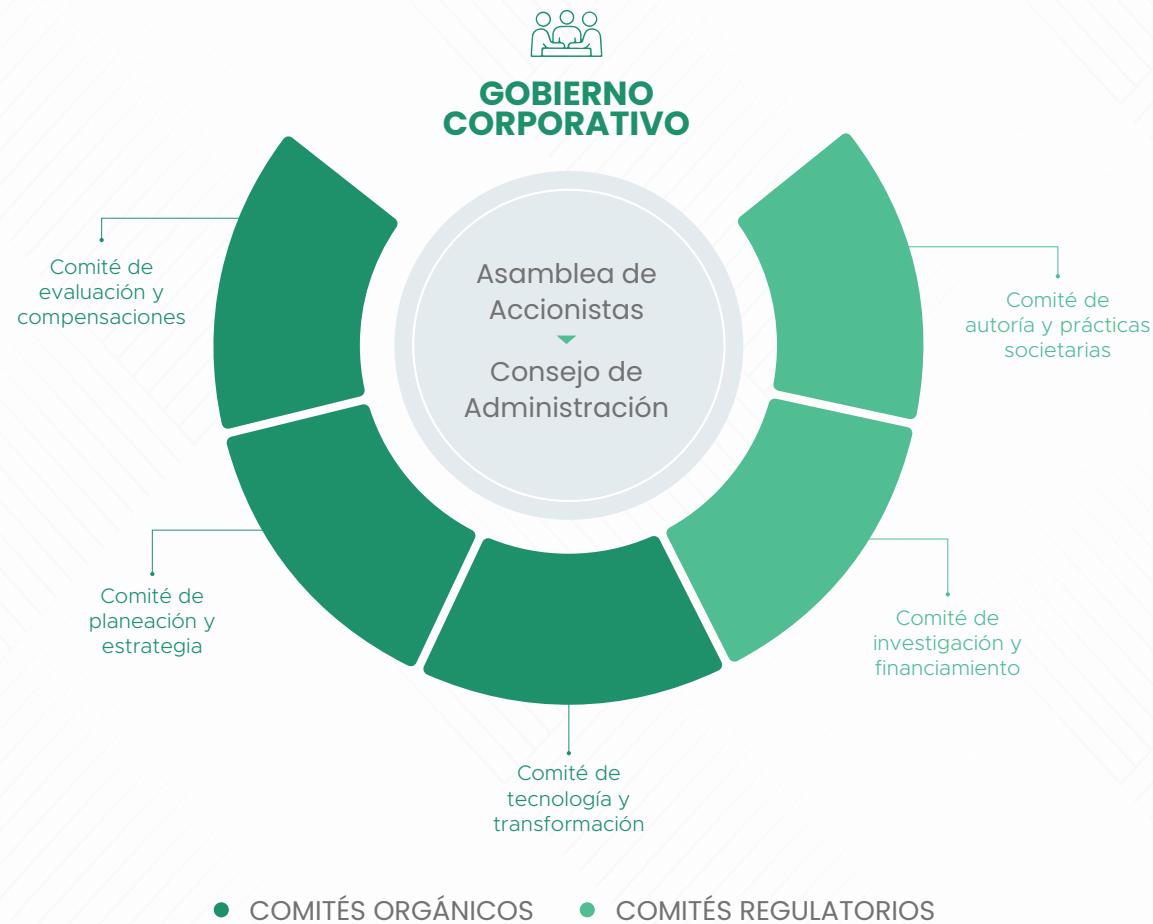 GOBIERNO
CORPORATIVO
Asamblea de
Accionistas
Consejo de
Administración
Comité de
evaluación y
compensaciones
Comité de
autoría y prácticas
societarias
Comité de
planeación y
estrategia
Comité de
investigación y
financiamiento
Comité de
tecnología y
transformación
COMITÉS ORGÁNICOS
COMITÉS REGULATORIOS